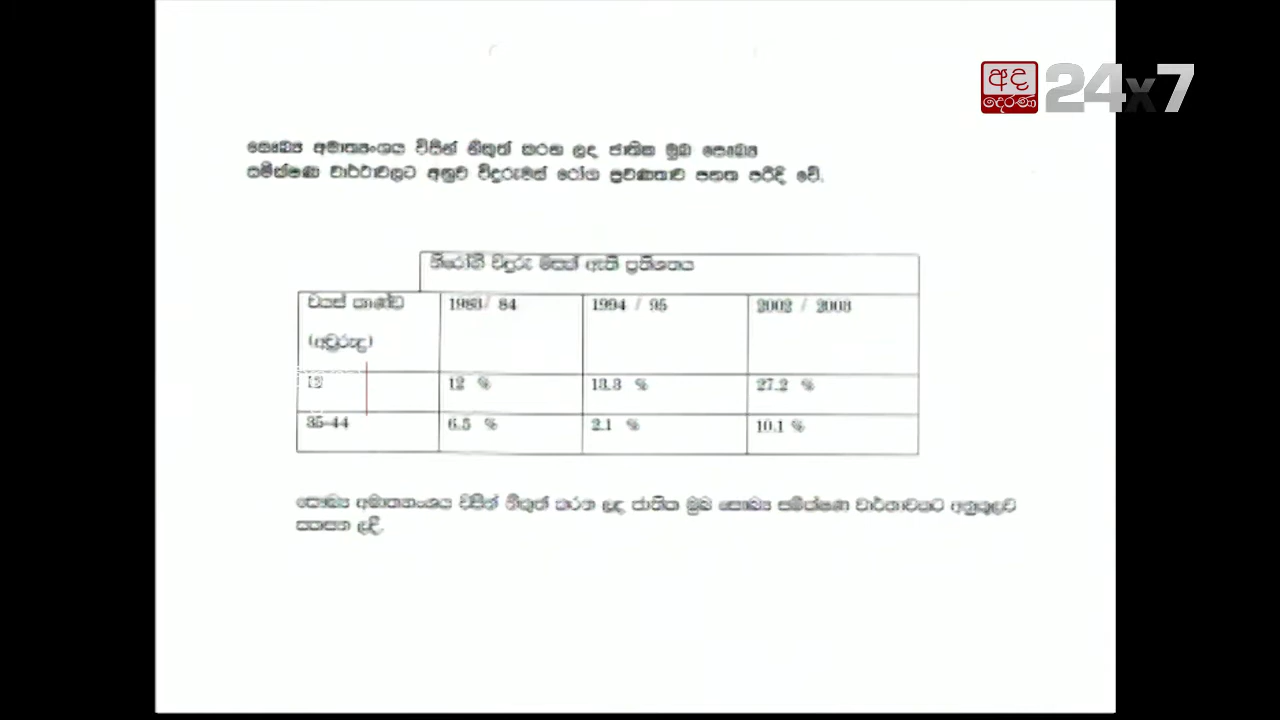 අද
දෙරණ
24x7
සෞඛ්‍ය අමාත්‍යංශය විසින් නිකුත් කරන ලද ජාතික මුඛ සෞඛ්‍ය
සමීක්ෂණ වාර්ථාවලට අනුව විදුරුමස් රෝග ප්‍රවණතාව පහත පරිදි වේ.
නිරෝගී විදුරු මසක් ඇති ප්‍රතිශතය
වයස් කාණ්ඩ 1983/ 84 1994 / 95 2002 / 2003
(අවුරුදු)
12 % 13.3 % 27.2 %
35-44 6.5 % 2.1 % 10.1 %
සෞඛ්‍ය අමාත්‍යංශය විසින් නිකුත් කරන ලද ජාතික මුඛ සෞඛ්‍ය සමීක්ෂණ වාර්තාවකට අනුකූලව
සකසන ලදී.